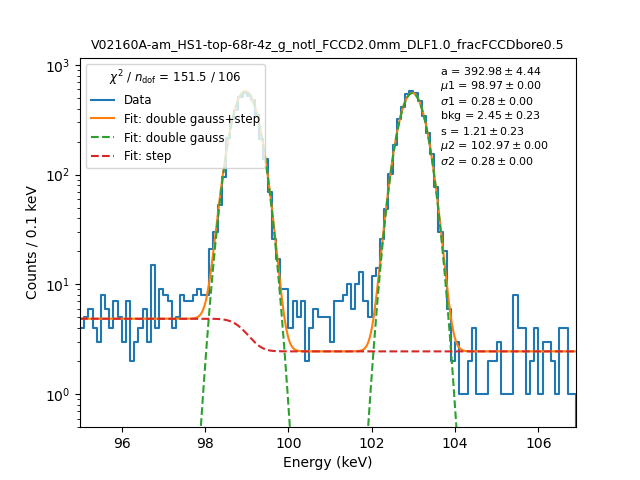 V02160A-am_HS1-top-68r-4z_g_notl_FCCD2.0mm_DLF1.0_fracFCCDbore0.5
χ² / n_dof = 151.5 / 106
Data
Fit: double gauss+step
Fit: double gauss
Fit: step
a = 392.98 ± 4.44
μ1 = 98.97 ± 0.00
σ1 = 0.28 ± 0.00
bkg = 2.45 ± 0.23
s = 1.21 ± 0.23
μ2 = 102.97 ± 0.00
σ2 = 0.28 ± 0.00
Counts / 0.1 keV
10³
10²
10¹
10⁰
96 98 100 102 104 106
Energy (keV)